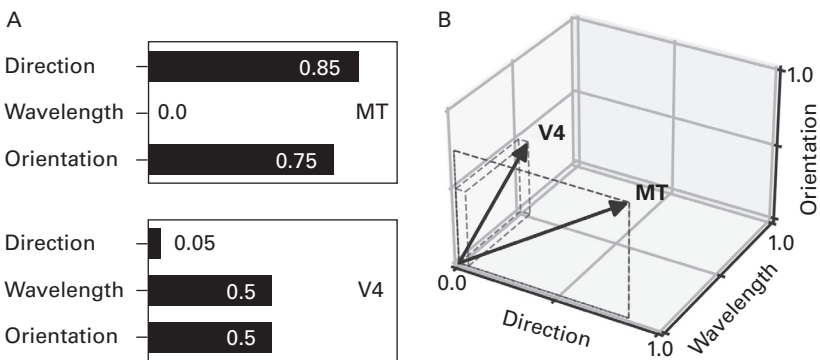 A
Direction 0.85
Wavelength 0.0 MT
Orientation 0.75
Direction 0.05
Wavelength 0.5 V4
Orientation 0.5
B
V4
MT
0.0
Direction
1.0
Wavelength
1.0
Orientation
1.0